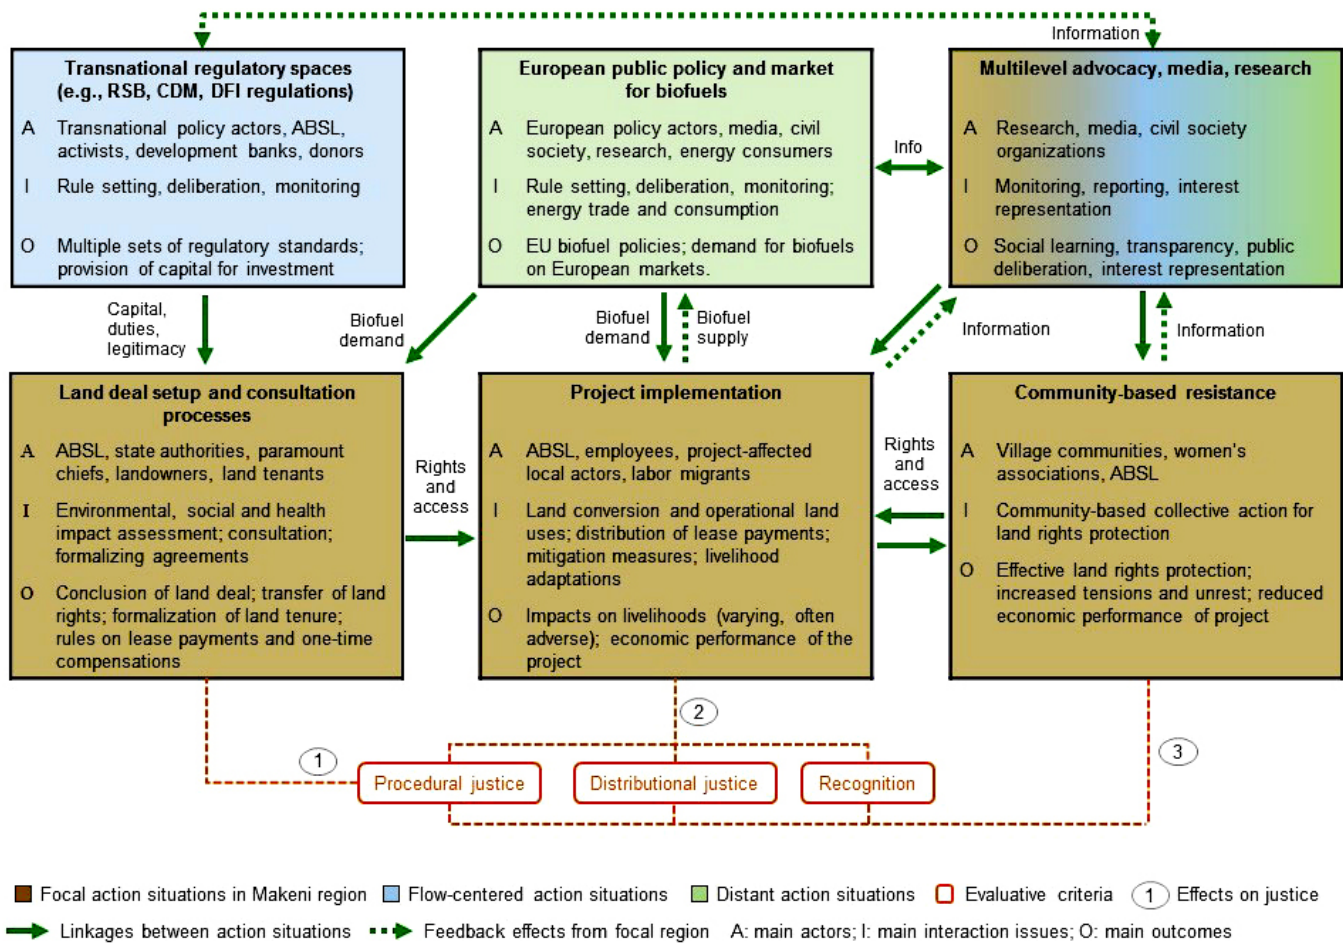 Information
Transnational regulatory spaces
(e.g., RSB, CDM, DFI regulations)
A Transnational policy actors, ABSL,
activists, development banks, donors
I Rule setting, deliberation, monitoring
O Multiple sets of regulatory standards;
provision of capital for investment
European public policy and market
for biofuels
A European policy actors, media, civil
society, research, energy consumers
I Rule setting, deliberation, monitoring;
energy trade and consumption
O EU biofuel policies; demand for biofuels
on European markets.
Info
Multilevel advocacy, media, research
A Research, media, civil society
organizations
I Monitoring, reporting, interest
representation
O Social learning, transparency, public
deliberation, interest representation
Capital,
duties,
legitimacy
Biofuel
demand
Biofuel
demand
Biofuel
supply
Information
Information
Land deal setup and consultation
processes
A ABSL, state authorities, paramount
chiefs, landowners, land tenants
I Environmental, social and health
impact assessment; consultation;
formalizing agreements
O Conclusion of land deal; transfer of land
rights; formalization of land tenure;
rules on lease payments and one-time
compensations
Rights
and
access
Project implementation
A ABSL, employees, project-affected
local actors, labor migrants
I Land conversion and operational land
uses; distribution of lease payments;
mitigation measures; livelihood
adaptations
O Impacts on livelihoods (varying, often
adverse); economic performance of the
project
Rights
and
access
Community-based resistance
A Village communities, women's
associations, ABSL
I Community-based collective action for
land rights protection
O Effective land rights protection;
increased tensions and unrest; reduced
economic performance of project
1
2
3
Procedural justice
Distributional justice
Recognition
Focal action situations in Makeni region
Flow-centered action situations
Distant action situations
Evaluative criteria
1 Effects on justice
Linkages between action situations
Feedback effects from focal region
A: main actors; I: main interaction issues; O: main outcomes